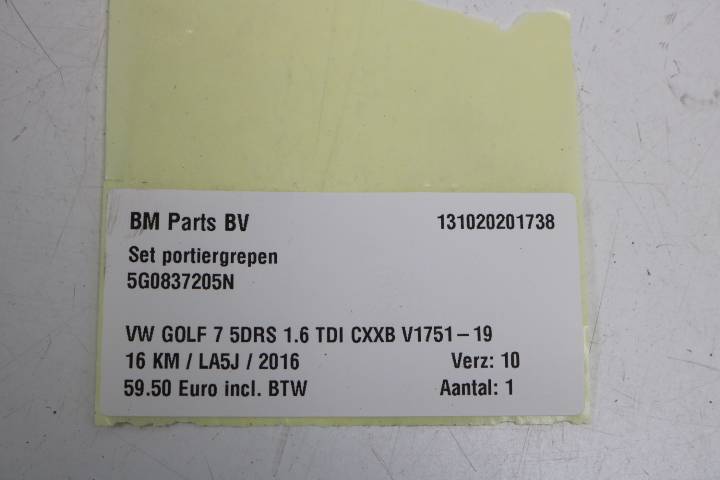 BM Parts BV 131020201738
Set portiergrepen
5G0837205N
VW GOLF 7 5DRS 1.6 TDI CXXB V1751-19
16 KM / LA5J / 2016 Verz: 10
59.50 Euro incl. BTW Aantal: 1